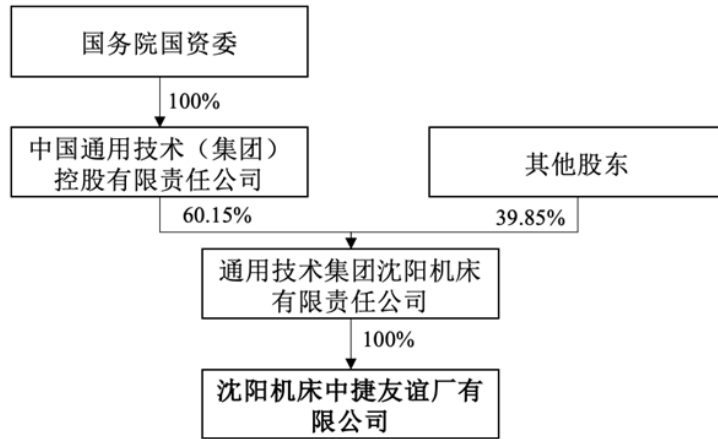 国务院国资委
100%
中国通用技术（集团）
控股有限责任公司
其他股东
60.15%
39.85%
通用技术集团沈阳机床
有限责任公司
100%
沈阳机床中捷友谊厂有
限公司